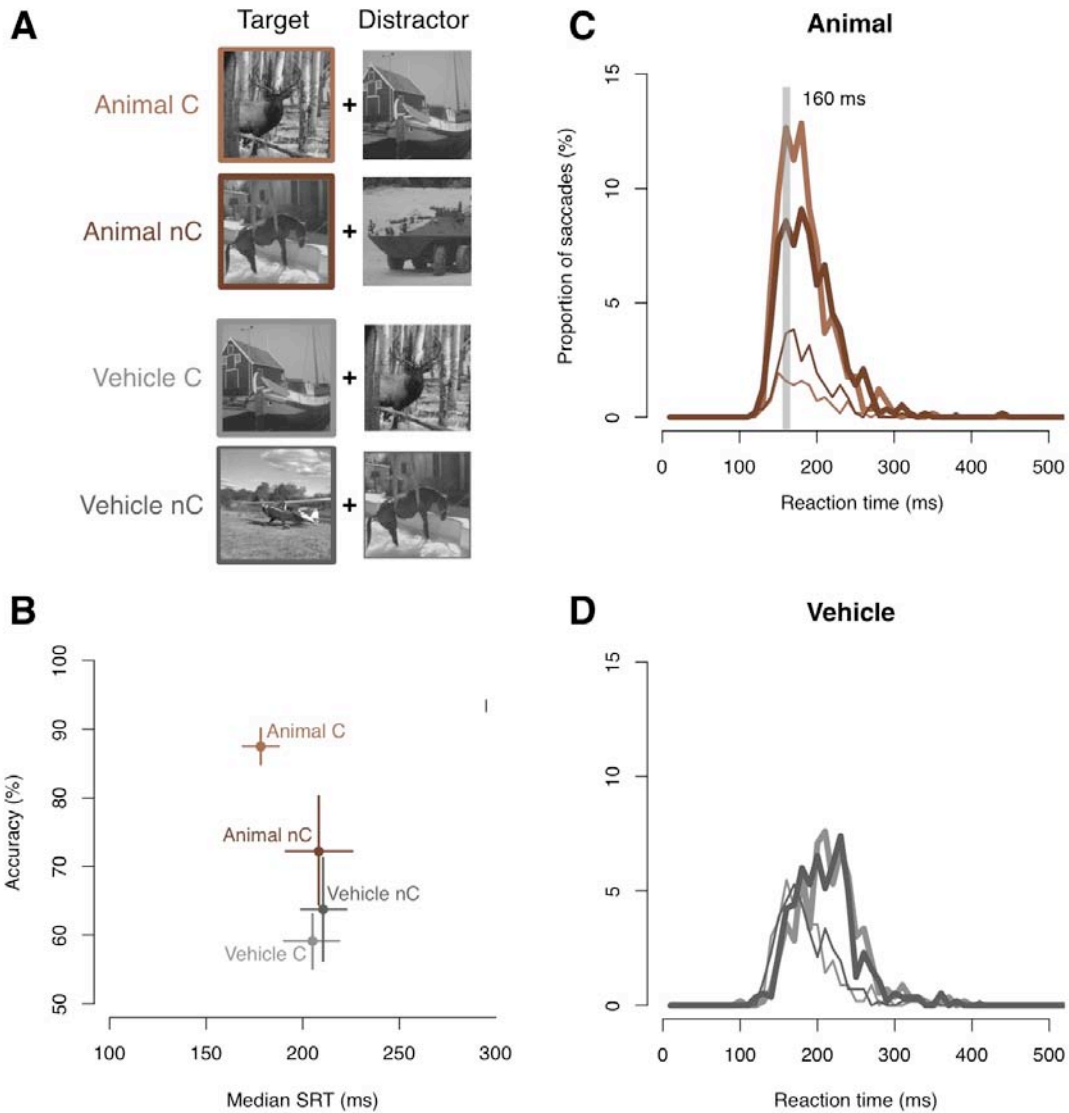 A
Target
Distractor
Animal C
+
Animal nC
+
Vehicle C
+
Vehicle nC
+
B
Accuracy (%)
100
90
80
70
60
50
Animal C
Animal nC
Vehicle nC
Vehicle C
100
150
200
250
300
Median SRT (ms)
C
Animal
Proportion of saccades (%)
15
10
5
0
160 ms
0
100
200
300
400
500
Reaction time (ms)
D
Vehicle
15
10
5
0
0
100
200
300
400
500
Reaction time (ms)